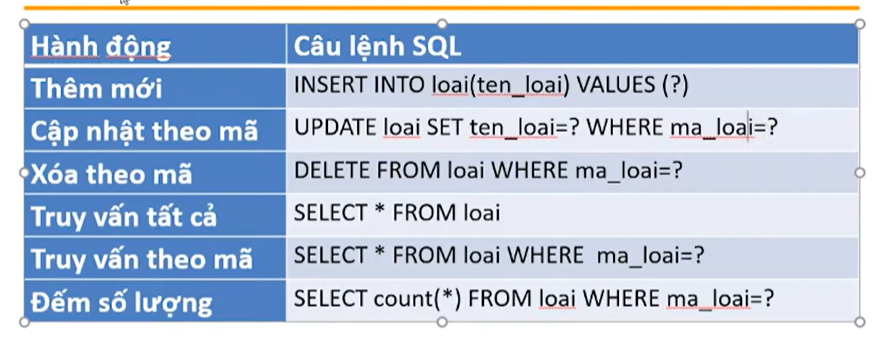 Hành động Câu lệnh SQL
Thêm mới INSERT INTO loai(ten_loai) VALUES (?)
Cập nhật theo mã UPDATE loai SET ten_loai=? WHERE ma_loai=?
Xóa theo mã DELETE FROM loai WHERE ma_loai=?
Truy vấn tất cả SELECT * FROM loai
Truy vấn theo mã SELECT * FROM loai WHERE ma_loai=?
Đếm số lượng SELECT count(*) FROM loai WHERE ma_loai=?